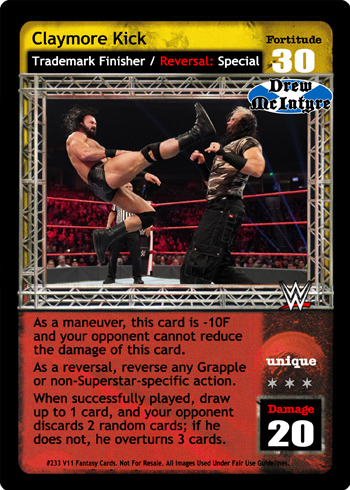 Claymore Kick
Fortitude
Trademark Finisher / Reversal: Special
30
Drew
McIntyre
W
As a maneuver, this card is -10F
and your opponent cannot reduce
the damage of this card.
As a reversal, reverse any Grapple
or non-Superstar-specific action.
When successfully played, draw
up to 1 card, and your opponent
discards 2 random cards; if he
does not, he overturns 3 cards.
unique
Damage
20
#233 V11 Fantasy Cards. Not For Resale. All Images Used Under Fair Use Guidelines.